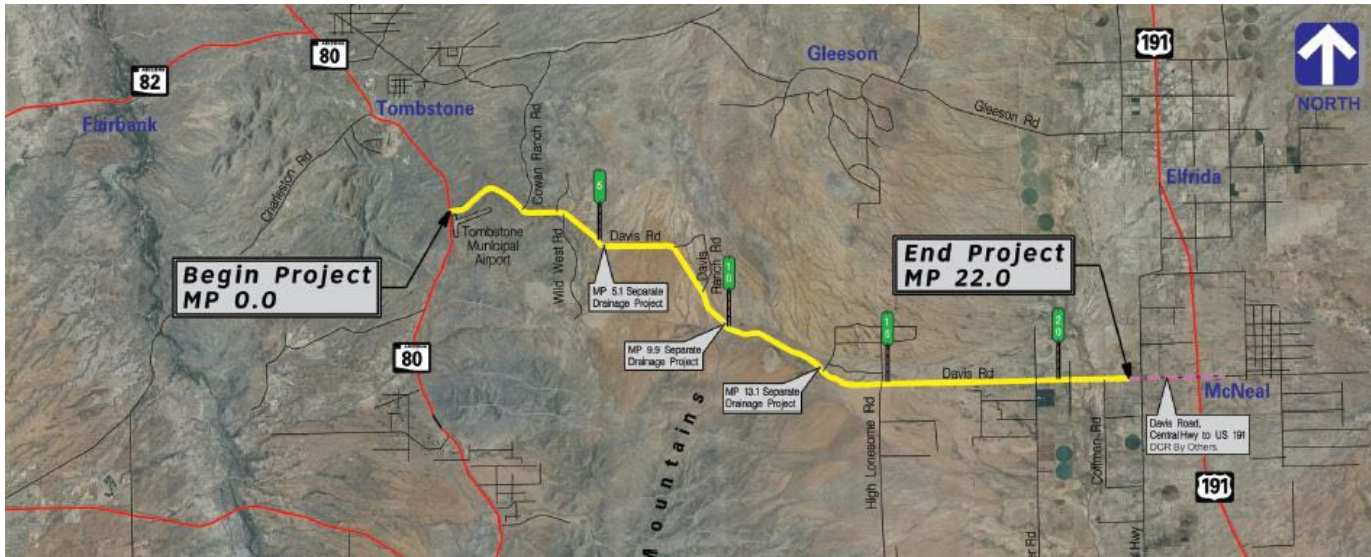 80
191
82
Gleeson
NORTH
Tombstone
Fairbank
Gleeson Rd
Charleston Rd
Cowan Ranch Rd
5
Elfrida
Tombstone
Municipal
Airport
Wild West Rd
Davis Rd
Davis
Ranch Rd
Begin Project
MP 0.0
End Project
MP 22.0
10
MP 5.1 Separate
Drainage Project
15
20
MP 9.9 Separate
Drainage Project
80
MP 13.1 Separate
Drainage Project
Davis Rd
McNeal
Mountains
High Lonesome Rd
Coffman Rd
Davis Road,
Central Hwy to US 191
DCR By Others
191
Rd
Hwy